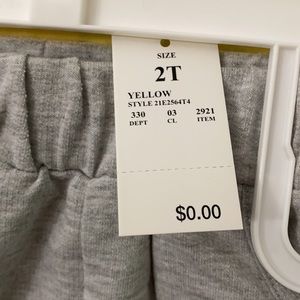 SIZE
2T
YELLOW
STYLE 21E2564T4
330 03 2921
DEPT CL ITEM
$0.00